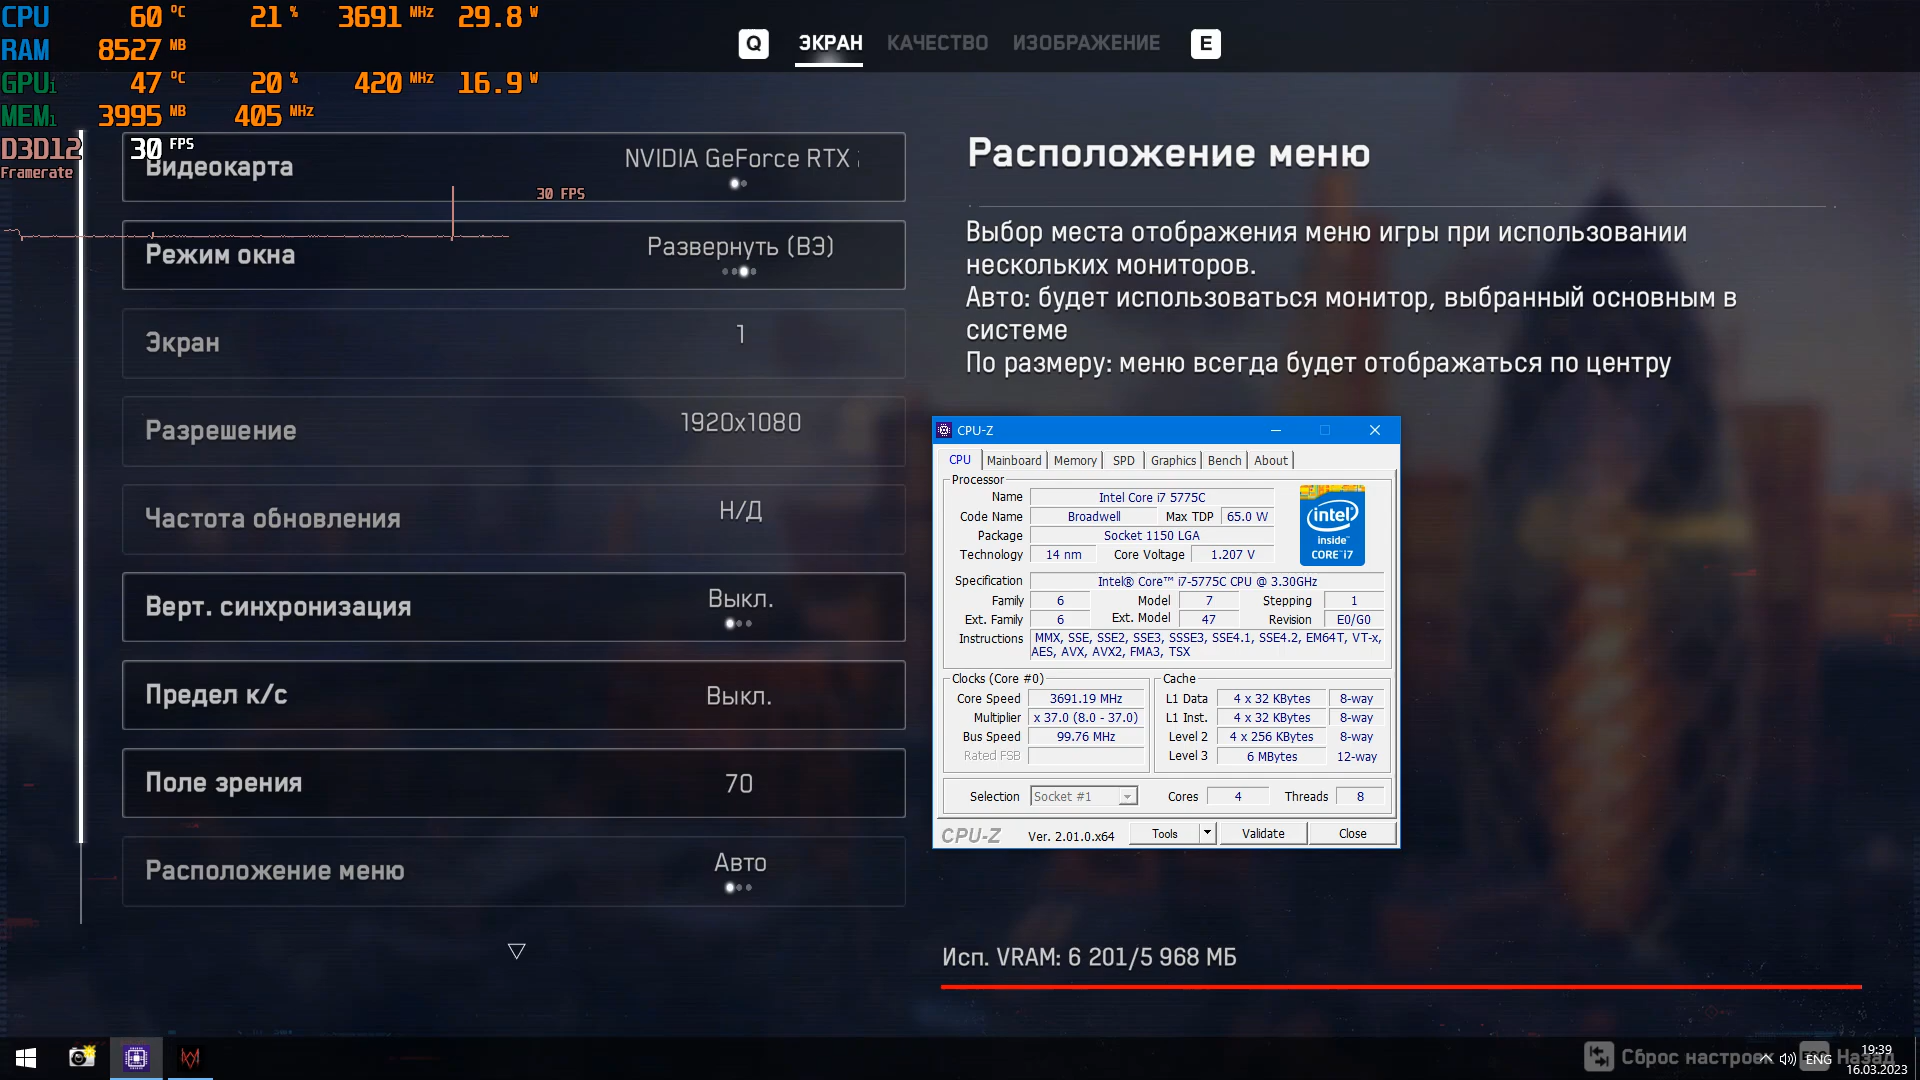 CPU 60 °C 21 % 3691 MHz 29.8 W
RAM 8527 MB
GPU1 47 °C 20 % 420 MHz 16.9 W
MEM1 3995 MB 405 MHz
D3D12 30 FPS
Framerate
30 FPS
Q ЭКРАН КАЧЕСТВО ИЗОБРАЖЕНИЕ E
Видеокарта NVIDIA GeForce RTX
Режим окна Развернуть (ВЭ)
Экран 1
Разрешение 1920x1080
Частота обновления Н/Д
Верт. синхронизация Выкл.
Предел к/с Выкл.
Поле зрения 70
Расположение меню Авто
Расположение меню
Выбор места отображения меню игры при использовании
нескольких мониторов.
Авто: будет использоваться монитор, выбранный основным в
системе
По размеру: меню всегда будет отображаться по центру
CPU-Z
CPU Mainboard Memory SPD Graphics Bench About
Processor
Name Intel Core i7 5775C
Code Name Broadwell Max TDP 65.0 W
Package Socket 1150 LGA
Technology 14 nm Core Voltage 1.207 V
intel inside™ CORE™ i7
Specification Intel® Core™ i7-5775C CPU @ 3.30GHz
Family 6 Model 7 Stepping 1
Ext. Family 6 Ext. Model 47 Revision E0/G0
Instructions MMX, SSE, SSE2, SSE3, SSSE3, SSE4.1, SSE4.2, EM64T, VT-x,
AES, AVX, AVX2, FMA3, TSX
Clocks (Core #0)
Core Speed 3691.19 MHz
Multiplier x 37.0 (8.0 - 37.0)
Bus Speed 99.76 MHz
Rated FSB
Cache
L1 Data 4 x 32 KBytes 8-way
L1 Inst. 4 x 32 KBytes 8-way
Level 2 4 x 256 KBytes 8-way
Level 3 6 MBytes 12-way
Selection Socket #1 Cores 4 Threads 8
CPU-Z Ver. 2.01.0.x64 Tools Validate Close
Исп. VRAM: 6 201/5 968 МБ
Сброс настроек Назад
ENG
19:39
16.03.2023